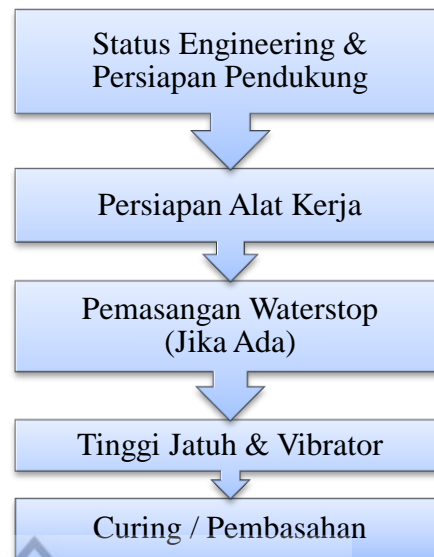 Status Engineering &
Persiapan Pendukung
Persiapan Alat Kerja
Pemasangan Waterstop
(Jika Ada)
Tinggi Jatuh & Vibrator
Curing / Pembasahan